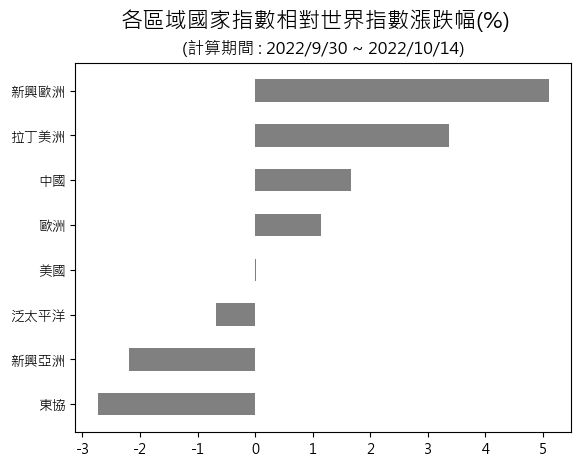 各區域國家指數相對世界指數漲跌幅(%)
(計算期間 : 2022/9/30 ~ 2022/10/14)
新興歐洲
拉丁美洲
中國
歐洲
美國
泛太平洋
新興亞洲
東協
-3 -2 -1 0 1 2 3 4 5